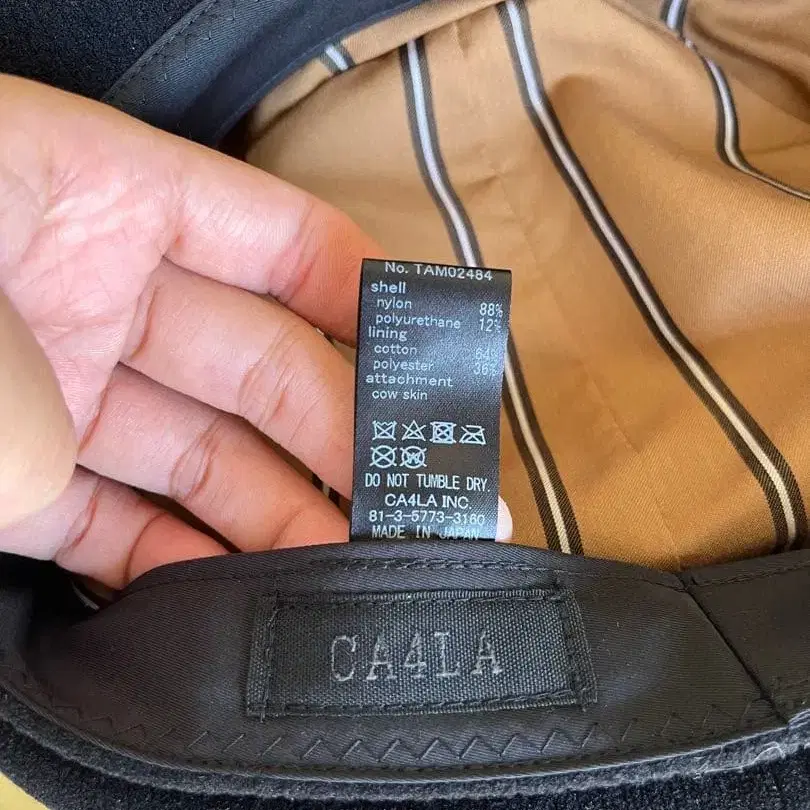 No. TAM02484
shell
nylon 88%
polyurethane 12%
lining
cotton 64%
polyester 36%
attachment
cow skin
DO NOT TUMBLE DRY.
CA4LA INC.
81-3-5773-3160
MADE IN JAPAN
CA4LA